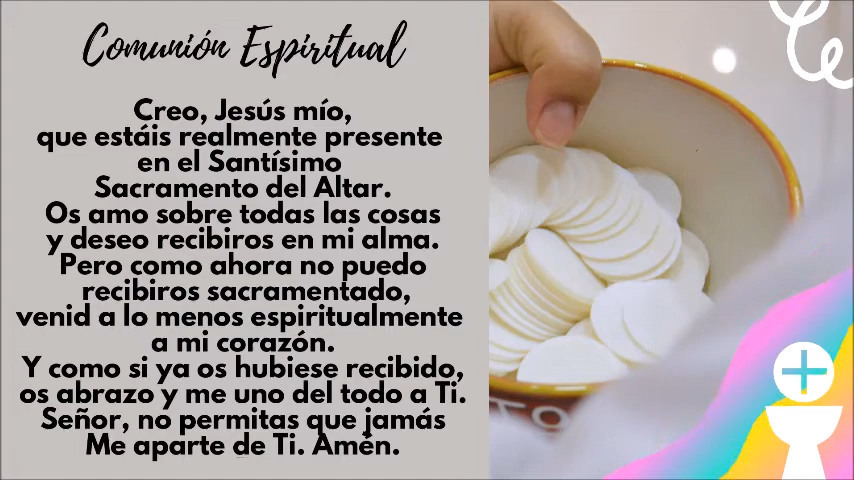 Comunión Espiritual
Creo, Jesús mío,
que estáis realmente presente
en el Santísimo
Sacramento del Altar.
Os amo sobre todas las cosas
y deseo recibiros en mi alma.
Pero como ahora no puedo
recibiros sacramentado,
venid a lo menos espiritualmente
a mi corazón.
Y como si ya os hubiese recibido,
os abrazo y me uno del todo a Ti.
Señor, no permitas que jamás
Me aparte de Ti. Amén.